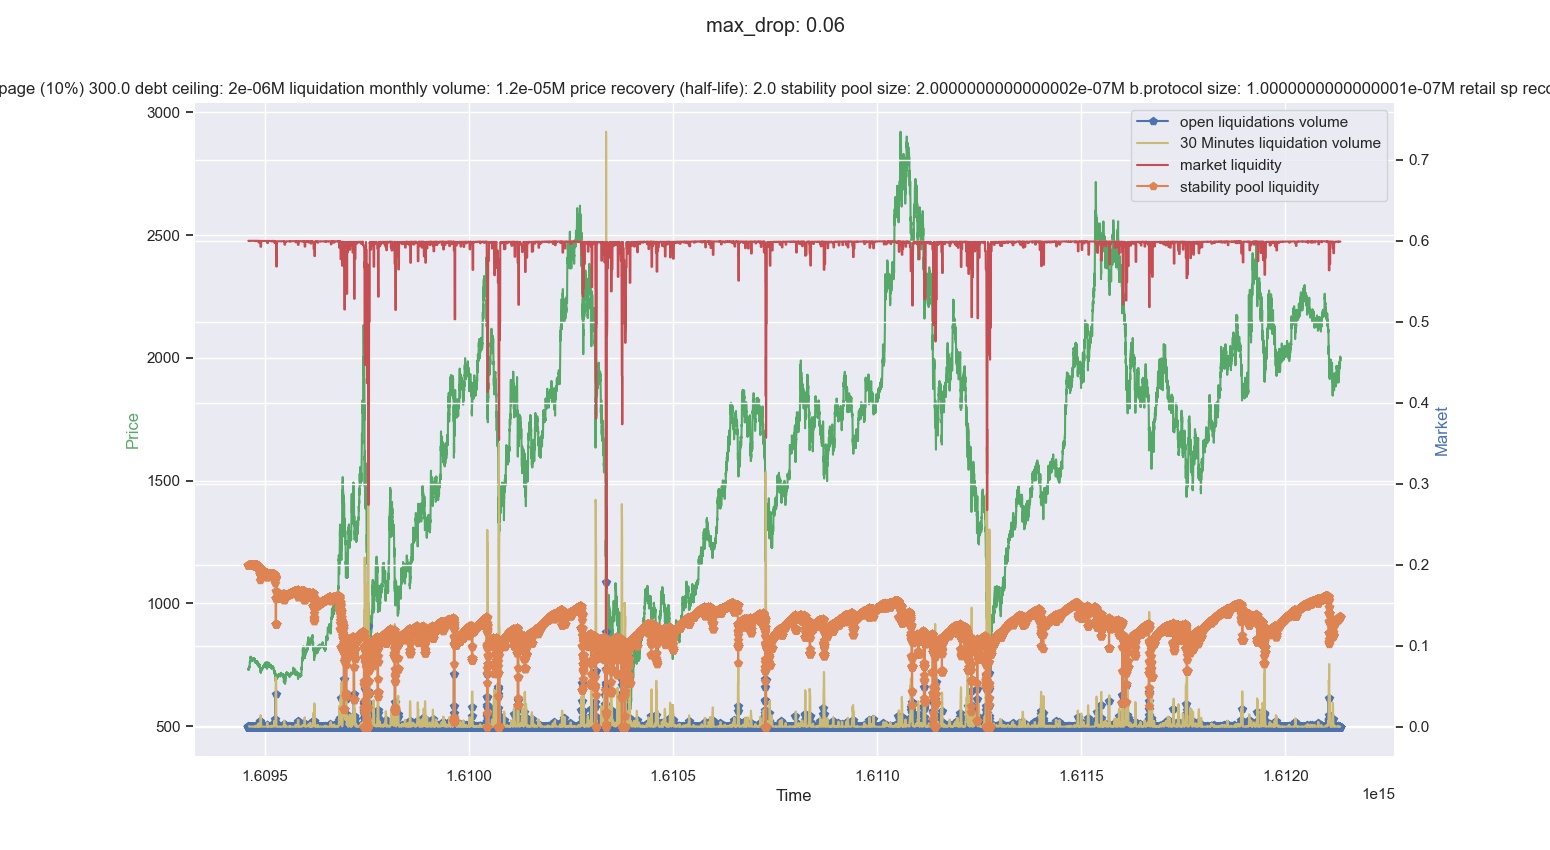 max_drop: 0.06
page (10%) 300.0 debt ceiling: 2e-06M liquidation monthly volume: 1.2e-05M price recovery (half-life): 2.0 stability pool size: 2.0000000000000002e-07M b.protocol size: 1.0000000000000001e-07M retail sp reco
open liquidations volume
30 Minutes liquidation volume
market liquidity
stability pool liquidity
3000
2500
2000
1500
1000
500
Price
0.7
0.6
0.5
0.4
0.3
0.2
0.1
0.0
Market
1.6095 1.6100 1.6105 1.6110 1.6115 1.6120
Time
1e15